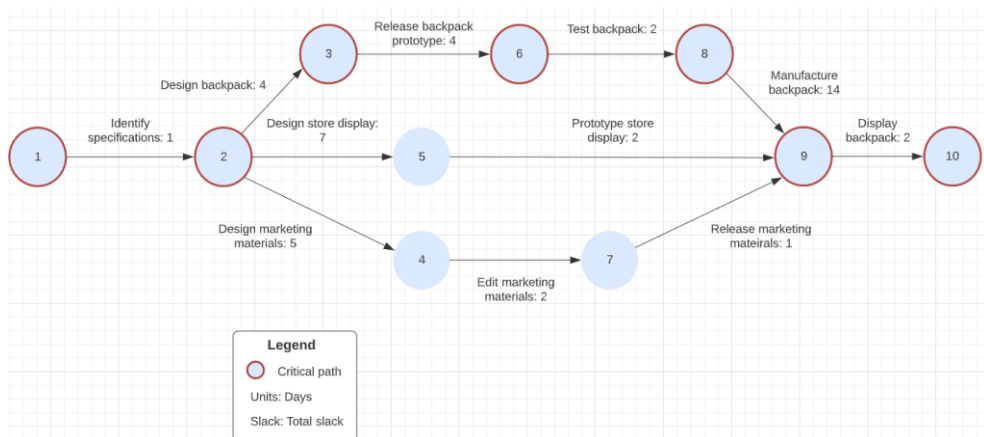 Release backpack
prototype: 4
Test backpack: 2
3
6
8
Design backpack: 4
Manufacture
backpack: 14
Identify
specifications: 1
Design store display:
7
Prototype store
display: 2
Display
backpack: 2
1
2
5
9
10
Design marketing
materials: 5
Release marketing
mateirals: 1
4
7
Edit marketing
materials: 2
Legend
Critical path
Units: Days
Slack: Total slack